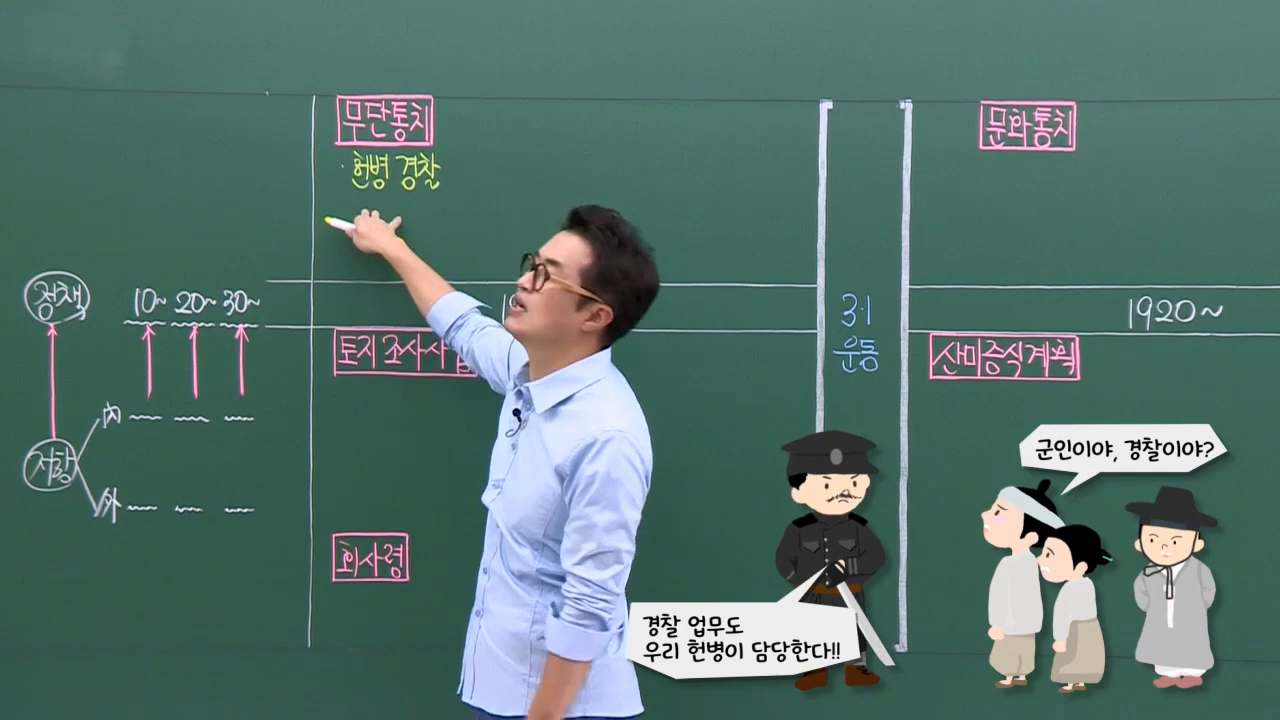 무단통치
· 헌병 경찰
문화통치
정책
10~ 20~ 30~
1920~
3·1
운동
토지 조사사업
산미증식계획
內
저항
外
회사령
군인이야, 경찰이야?
경찰 업무도
우리 헌병이 담당한다!!